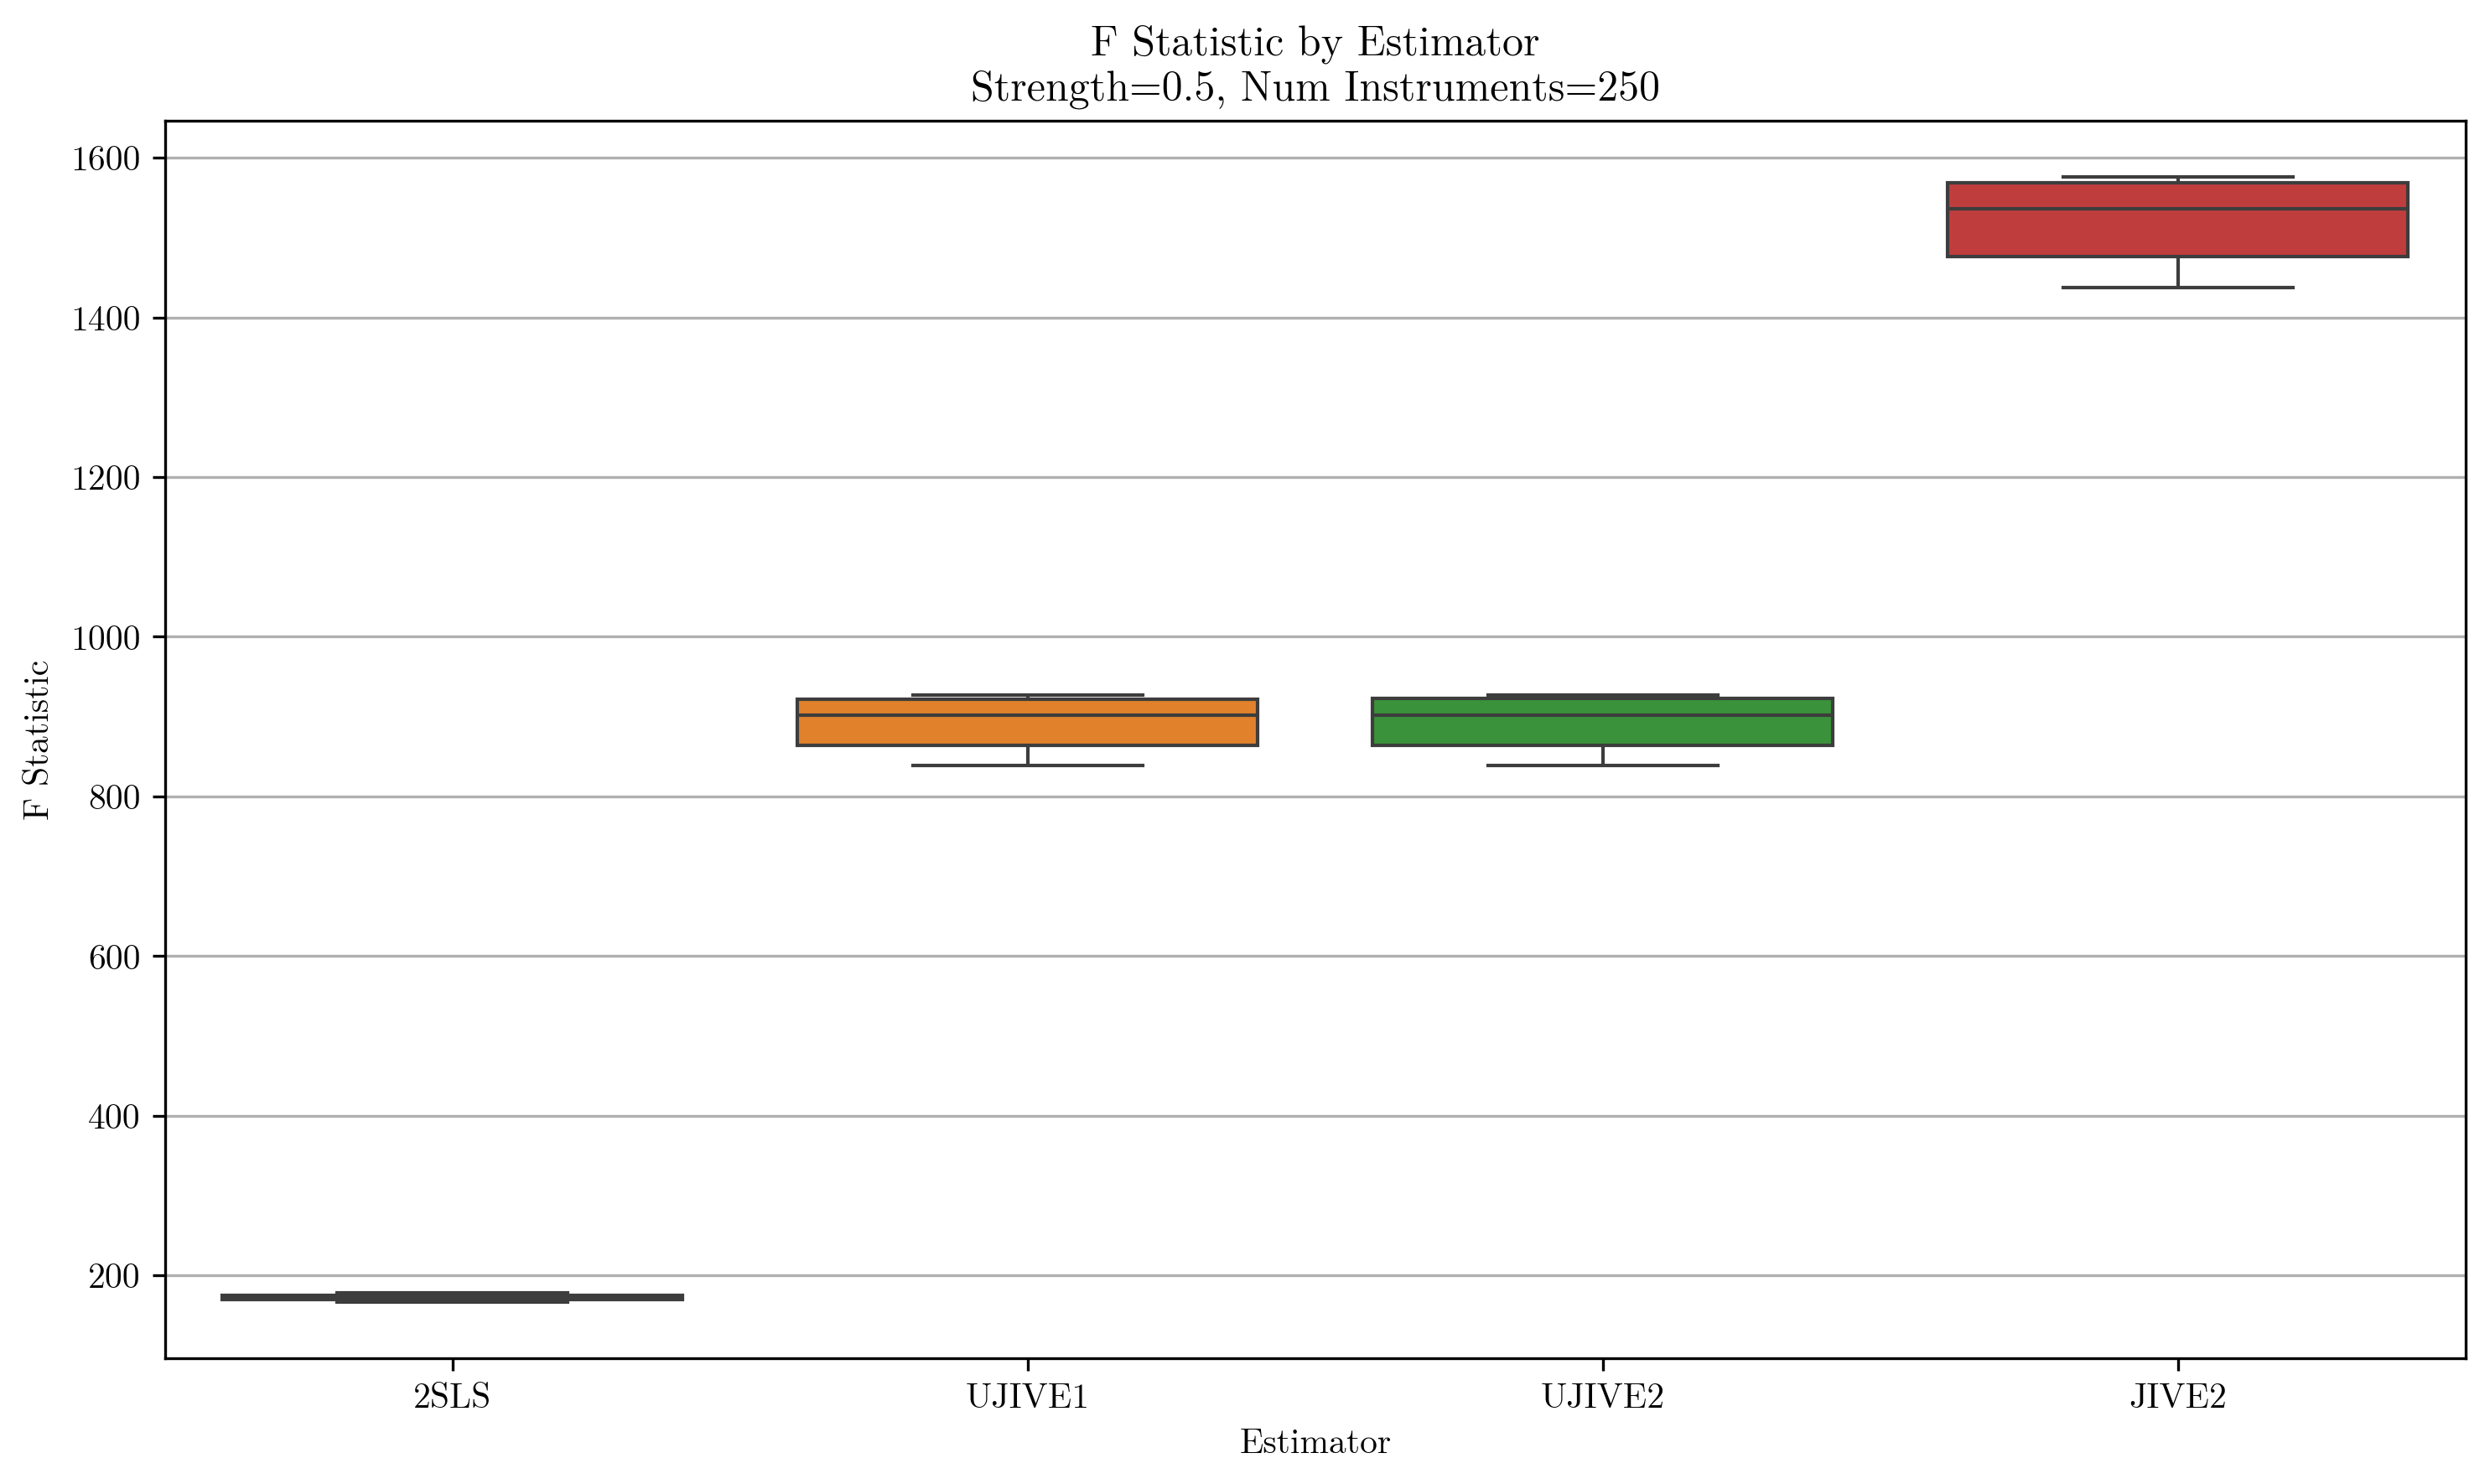 F Statistic by Estimator
Strength=0.5, Num Instruments=250
1600
1400
1200
1000
800
600
400
200
F Statistic
2SLS
UJIVE1
UJIVE2
JIVE2
Estimator